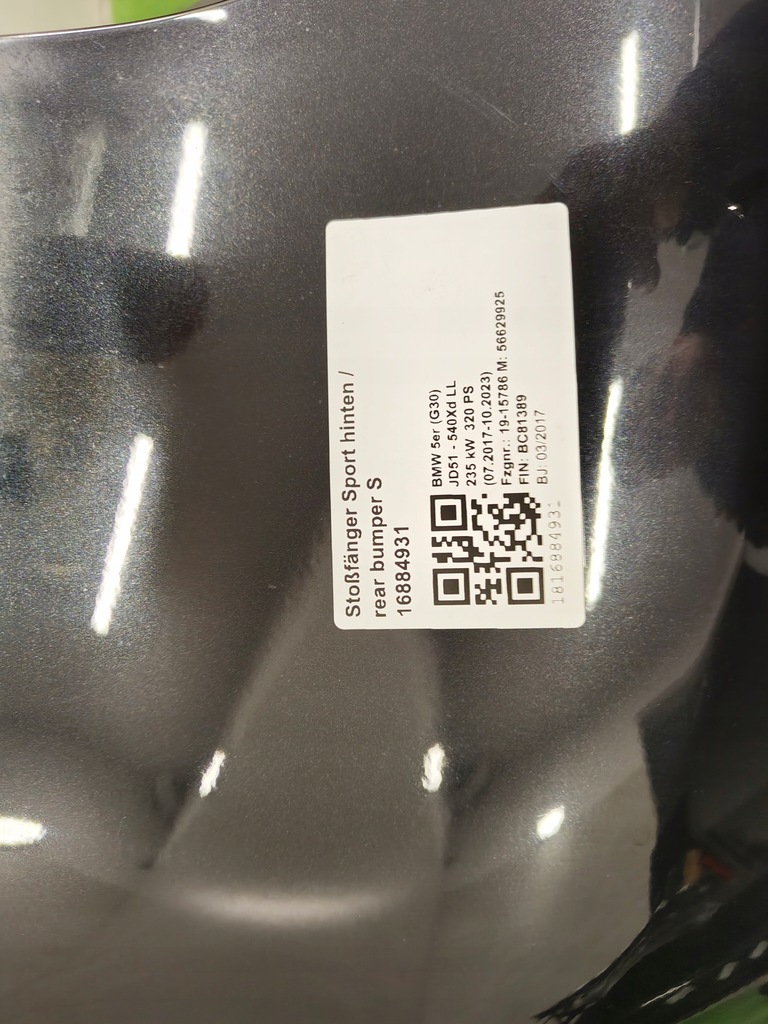 Stoßfänger Sport hinten /
rear bumper S
16884931
BMW 5er (G30)
JD51 - 540Xd LL
235 kW 320 PS
(07.2017-10.2023)
Fzgnr.: 19-15786 M: 56629925
FIN: BC81389
BJ: 03/2017
1816884931